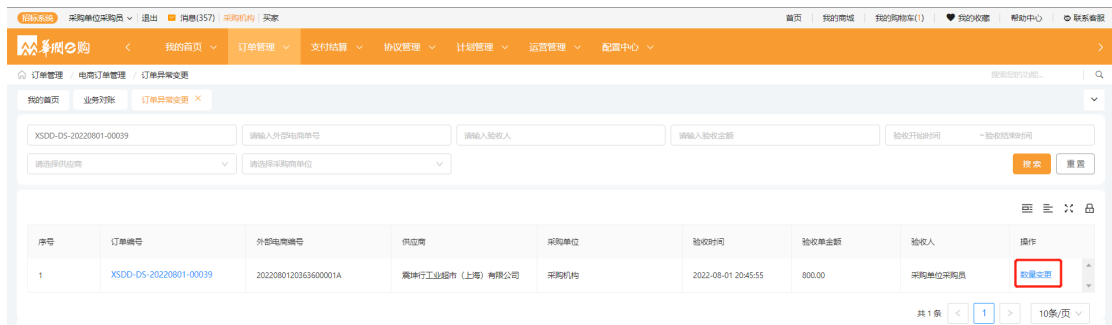 招标系统 采购单位采购员 退出 消息(357) 采购机构 买家 首页 我的商城 我的购物车(1) 我的收藏 帮助中心 联系客服
華潤e购 我的首页 订单管理 支付结算 协议管理 计划管理 运营管理 配置中心
订单管理 / 电商订单管理 / 订单异常变更 搜索您的功能...
我的首页 业务对账 订单异常变更 ×
XSDD-DS-20220801-00039 请输入外部电商单号 请输入验收人 请输入验收金额 验收开始时间 ~验收结束时间
请选择供应商 请选择采购商单位 搜索 重置
序号 订单编号 外部电商编号 供应商 采购单位 验收时间 验收单金额 验收人 操作
1 XSDD-DS-20220801-00039 2022080120363600001A 震坤行工业超市（上海）有限公司 采购机构 2022-08-01 20:45:55 800.00 采购单位采购员 数量变更
共1条 < 1 > 10条/页